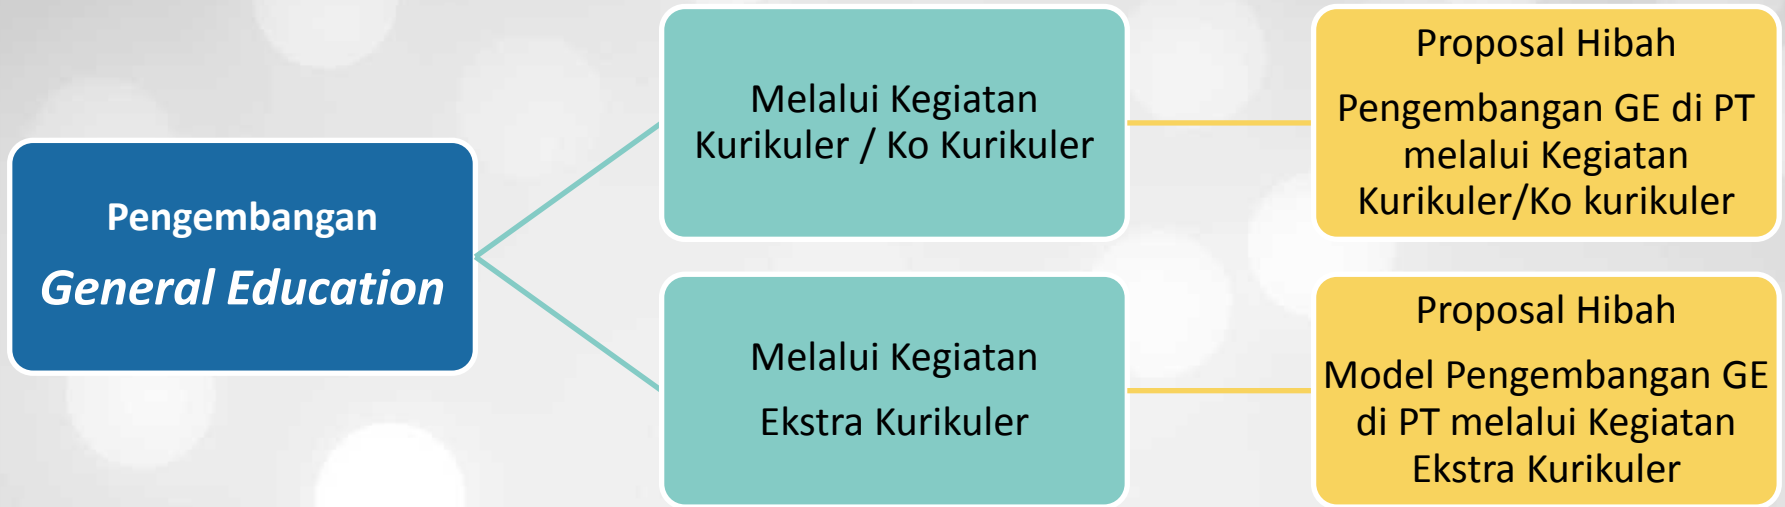 Pengembangan
General Education
Melalui Kegiatan
Kurikuler / Ko Kurikuler
Proposal Hibah
Pengembangan GE di PT
melalui Kegiatan
Kurikuler/Ko kurikuler
Melalui Kegiatan
Ekstra Kurikuler
Proposal Hibah
Model Pengembangan GE
di PT melalui Kegiatan
Ekstra Kurikuler